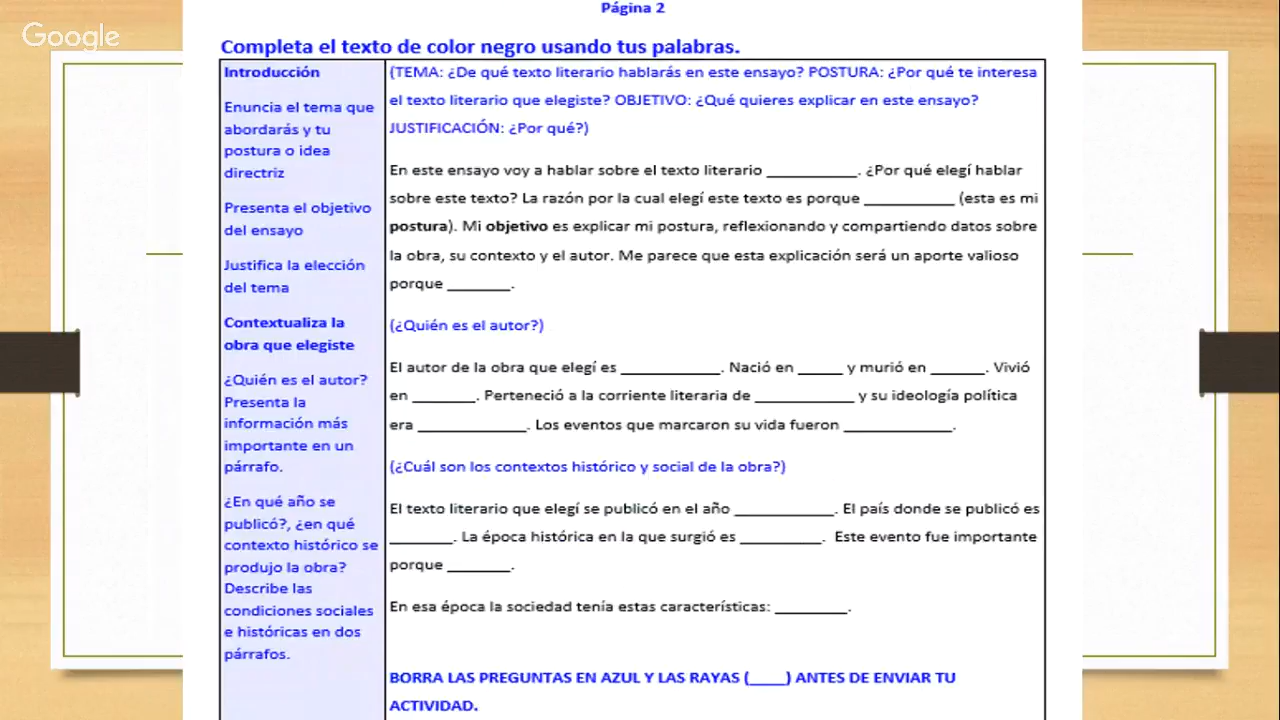 Google
Página 2
Completa el texto de color negro usando tus palabras.
Introducción
Enuncia el tema que
abordarás y tu
postura o idea
directriz
Presenta el objetivo
del ensayo
Justifica la elección
del tema
Contextualiza la
obra que elegiste
¿Quién es el autor?
Presenta la
información más
importante en un
párrafo.
¿En qué año se
publicó?, ¿en qué
contexto histórico se
produjo la obra?
Describe las
condiciones sociales
e históricas en dos
párrafos.
(TEMA: ¿De qué texto literario hablarás en este ensayo? POSTURA: ¿Por qué te interesa
el texto literario que elegiste? OBJETIVO: ¿Qué quieres explicar en este ensayo?
JUSTIFICACIÓN: ¿Por qué?)
En este ensayo voy a hablar sobre el texto literario __________. ¿Por qué elegí hablar
sobre este texto? La razón por la cual elegí este texto es porque __________ (esta es mi
postura). Mi objetivo es explicar mi postura, reflexionando y compartiendo datos sobre
la obra, su contexto y el autor. Me parece que esta explicación será un aporte valioso
porque _______.
(¿Quién es el autor?)
El autor de la obra que elegí es ___________. Nació en _____ y murió en ______. Vivió
en _______. Perteneció a la corriente literaria de ___________ y su ideología política
era ____________. Los eventos que marcaron su vida fueron ____________.
(¿Cuál son los contextos histórico y social de la obra?)
El texto literario que elegí se publicó en el año ___________. El país donde se publicó es
_______. La época histórica en la que surgió es _________. Este evento fue importante
porque _______.
En esa época la sociedad tenía estas características: ________.
BORRA LAS PREGUNTAS EN AZUL Y LAS RAYAS (____) ANTES DE ENVIAR TU
ACTIVIDAD.